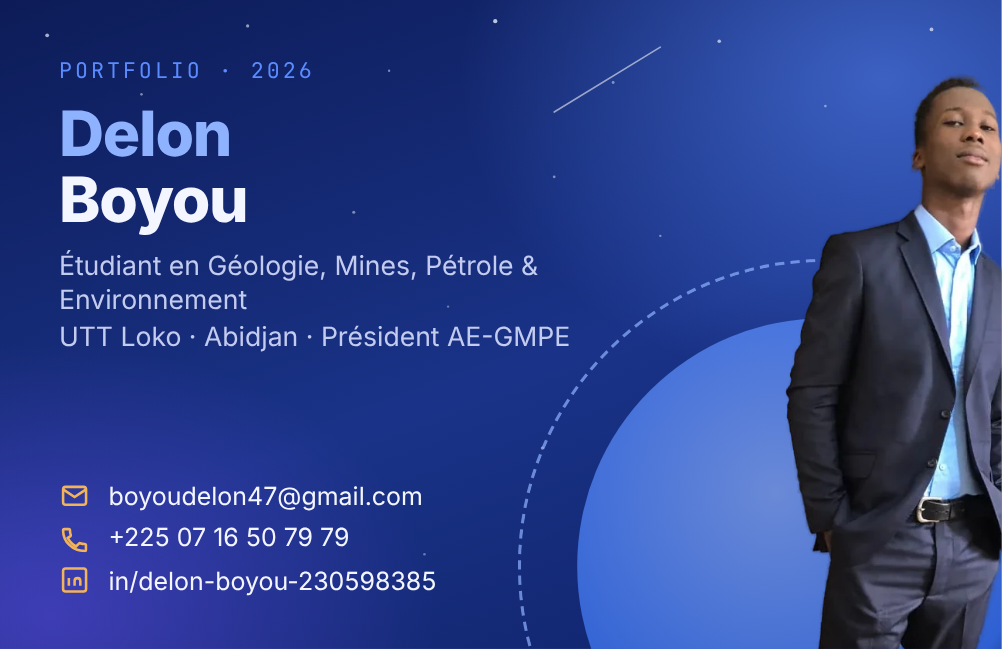 PORTFOLIO · 2026
Delon
Boyou
Étudiant en Géologie, Mines, Pétrole &
Environnement
UTT Loko · Abidjan · Président AE-GMPE
boyoudelon47@gmail.com
+225 07 16 50 79 79
in/delon-boyou-230598385